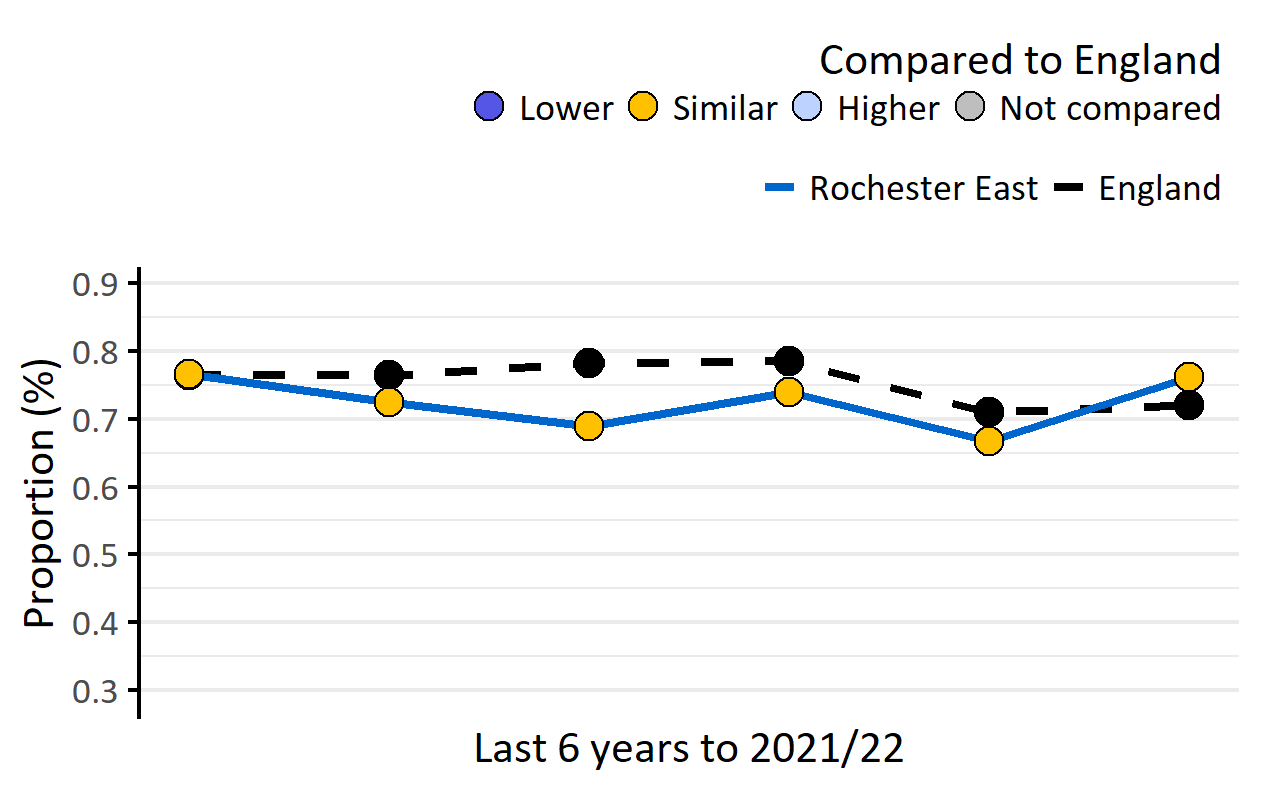 Compared to England
Lower Similar Higher Not compared
Rochester East England
Proportion (%)
0.9
0.8
0.7
0.6
0.5
0.4
0.3
Last 6 years to 2021/22